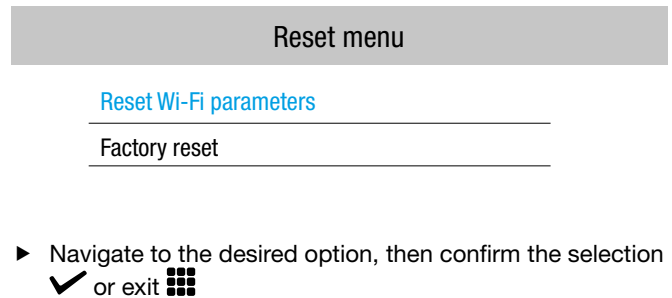 Reset menu
Reset Wi-Fi parameters
Factory reset
▶ Navigate to the desired option, then confirm the selection
✔ or exit